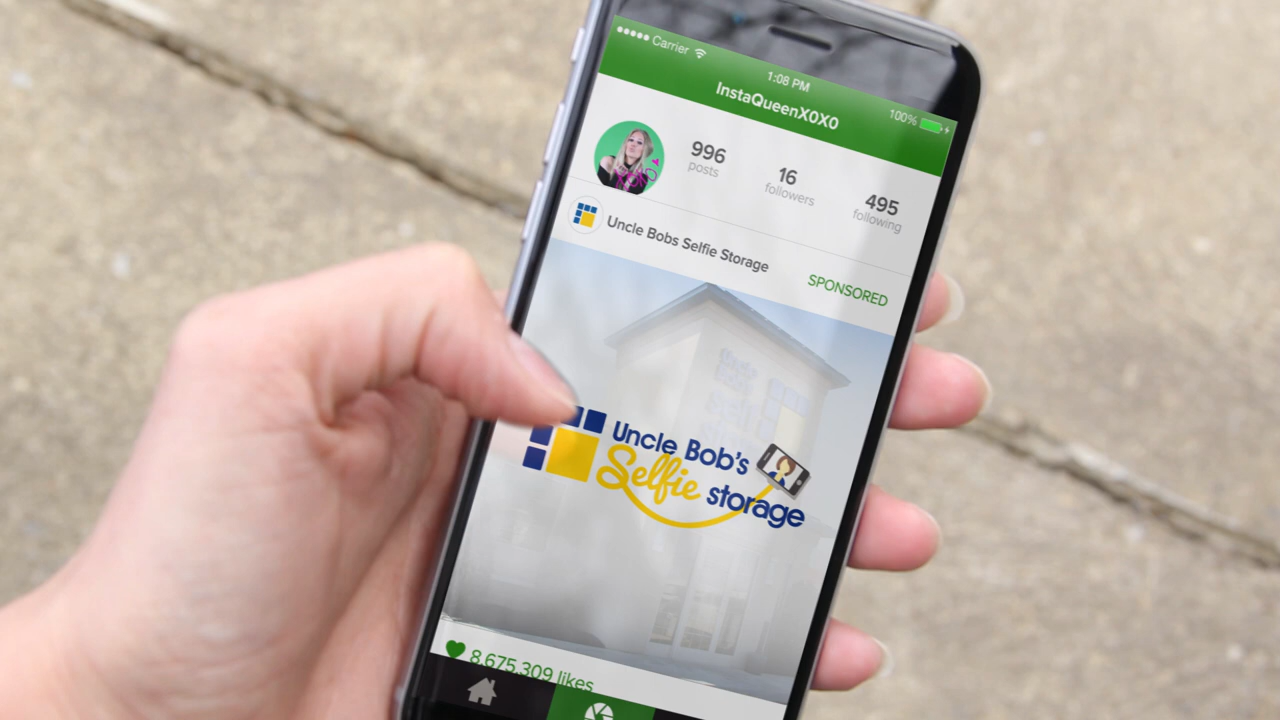 Carrier
1:08 PM
100%
InstaQueenX0X0
996
posts
16
followers
495
following
Uncle Bobs Selfie Storage
SPONSORED
Uncle Bob's
Selfie storage
8,675,309 likes